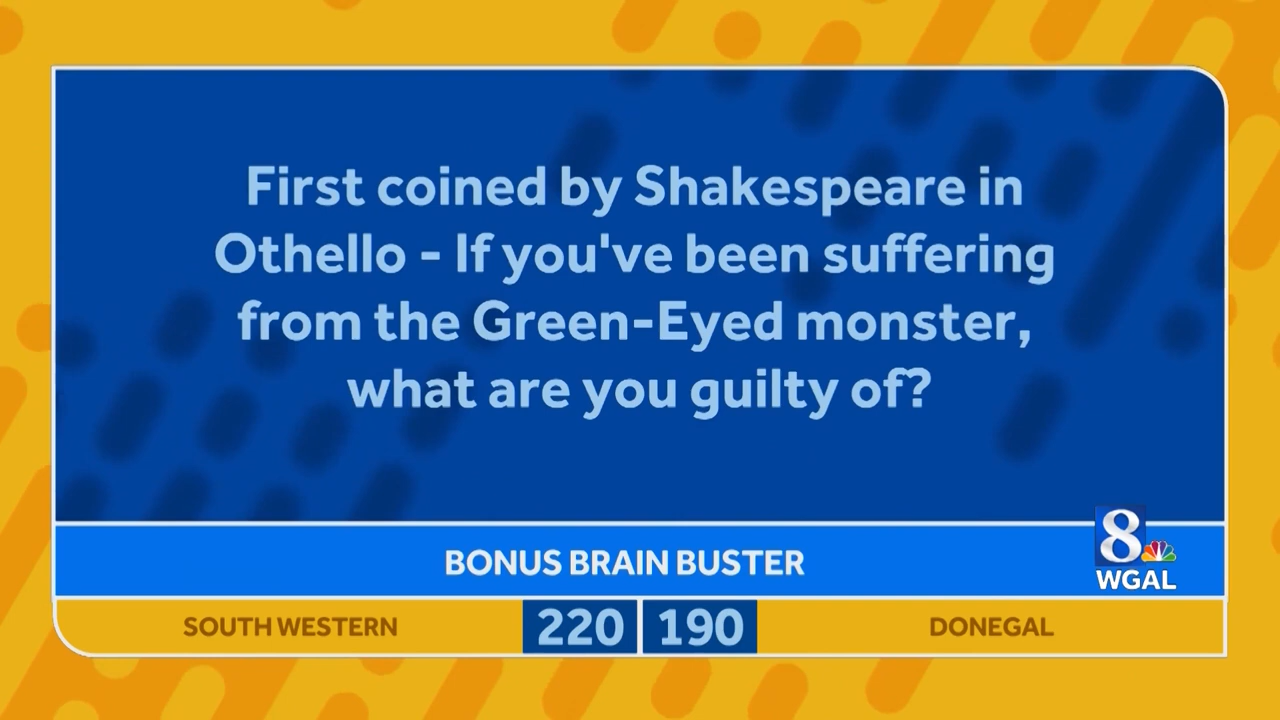 First coined by Shakespeare in
Othello - If you've been suffering
from the Green-Eyed monster,
what are you guilty of?
BONUS BRAIN BUSTER
8
WGAL
SOUTH WESTERN 220 190 DONEGAL